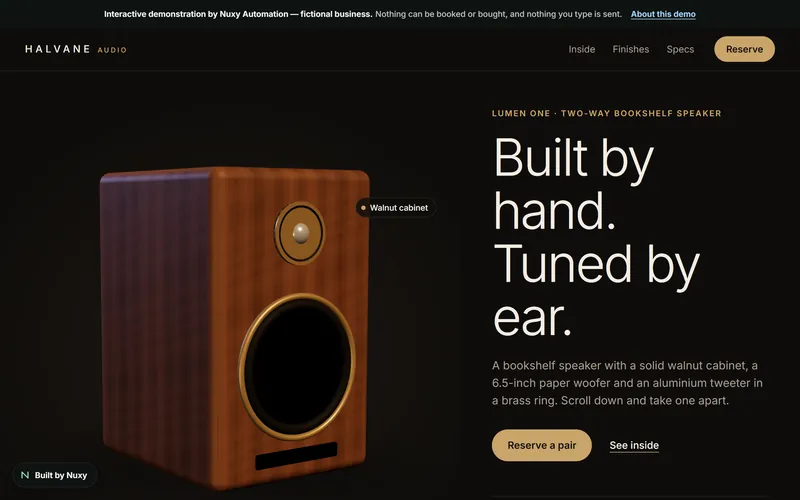 Interactive demonstration by Nuxy Automation — fictional business. Nothing can be booked or bought, and nothing you type is sent. About this demo
HALVANE AUDIO
Inside Finishes Specs Reserve
LUMEN ONE · TWO-WAY BOOKSHELF SPEAKER
Built by
hand.
Tuned by
ear.
Walnut cabinet
A bookshelf speaker with a solid walnut cabinet, a
6.5-inch paper woofer and an aluminium tweeter in
a brass ring. Scroll down and take one apart.
Reserve a pair See inside
N Built by Nuxy